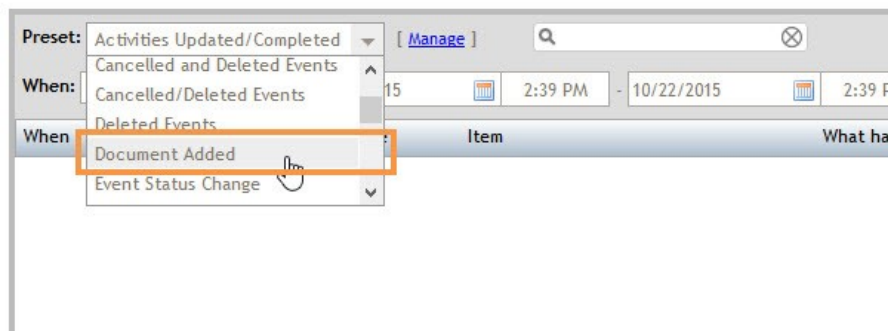 Preset: Activities Updated/Completed [ Manage ]
Cancelled and Deleted Events
When: 15 2:39 PM - 10/22/2015 2:39
Cancelled/Deleted Events
Deleted Events
When Item What
Document Added
Event Status Change